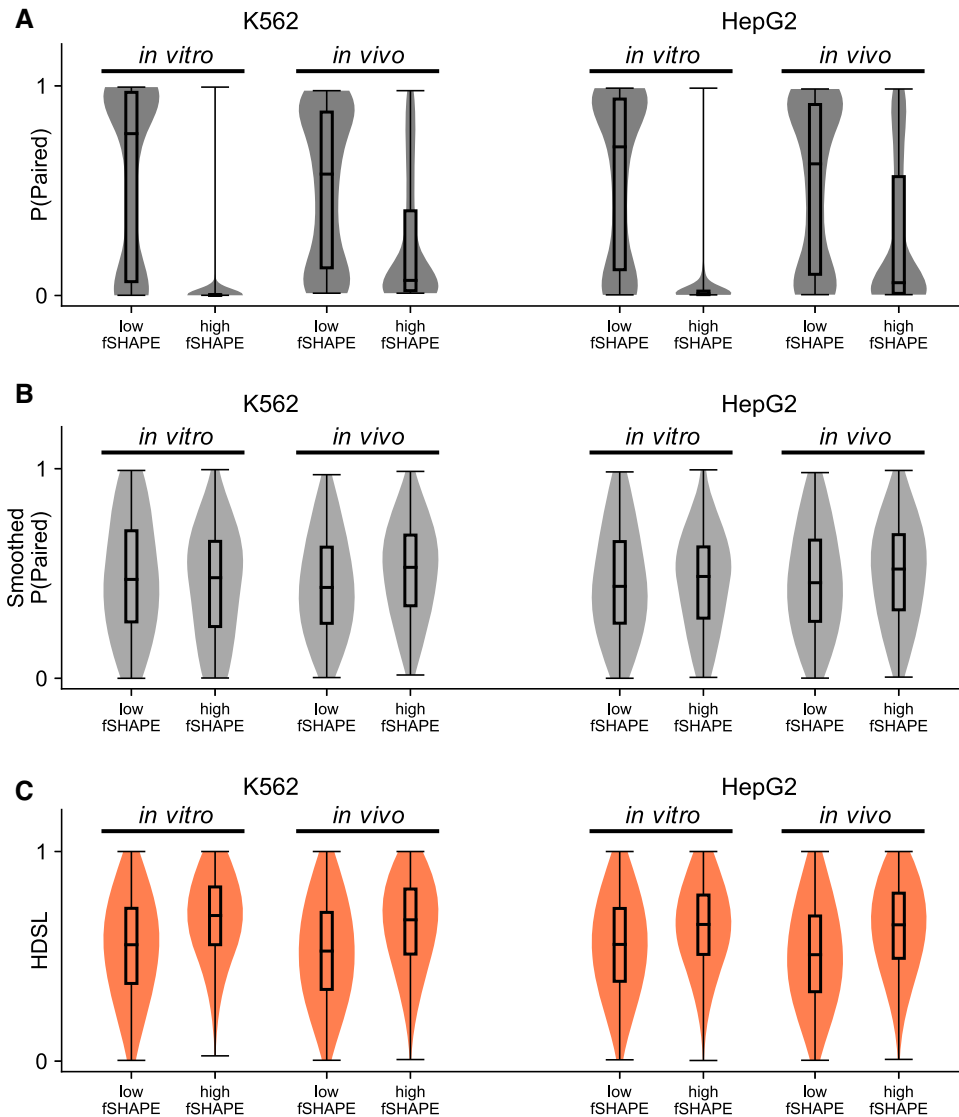 A
K562
HepG2
in vitro
in vivo
in vitro
in vivo
1
P(Paired)
0
low
fSHAPE
high
fSHAPE
low
fSHAPE
high
fSHAPE
low
fSHAPE
high
fSHAPE
low
fSHAPE
high
fSHAPE
B
K562
HepG2
in vitro
in vivo
in vitro
in vivo
1
Smoothed
P(Paired)
0
low
fSHAPE
high
fSHAPE
low
fSHAPE
high
fSHAPE
low
fSHAPE
high
fSHAPE
low
fSHAPE
high
fSHAPE
C
K562
HepG2
in vitro
in vivo
in vitro
in vivo
1
HDSL
0
low
fSHAPE
high
fSHAPE
low
fSHAPE
high
fSHAPE
low
fSHAPE
high
fSHAPE
low
fSHAPE
high
fSHAPE